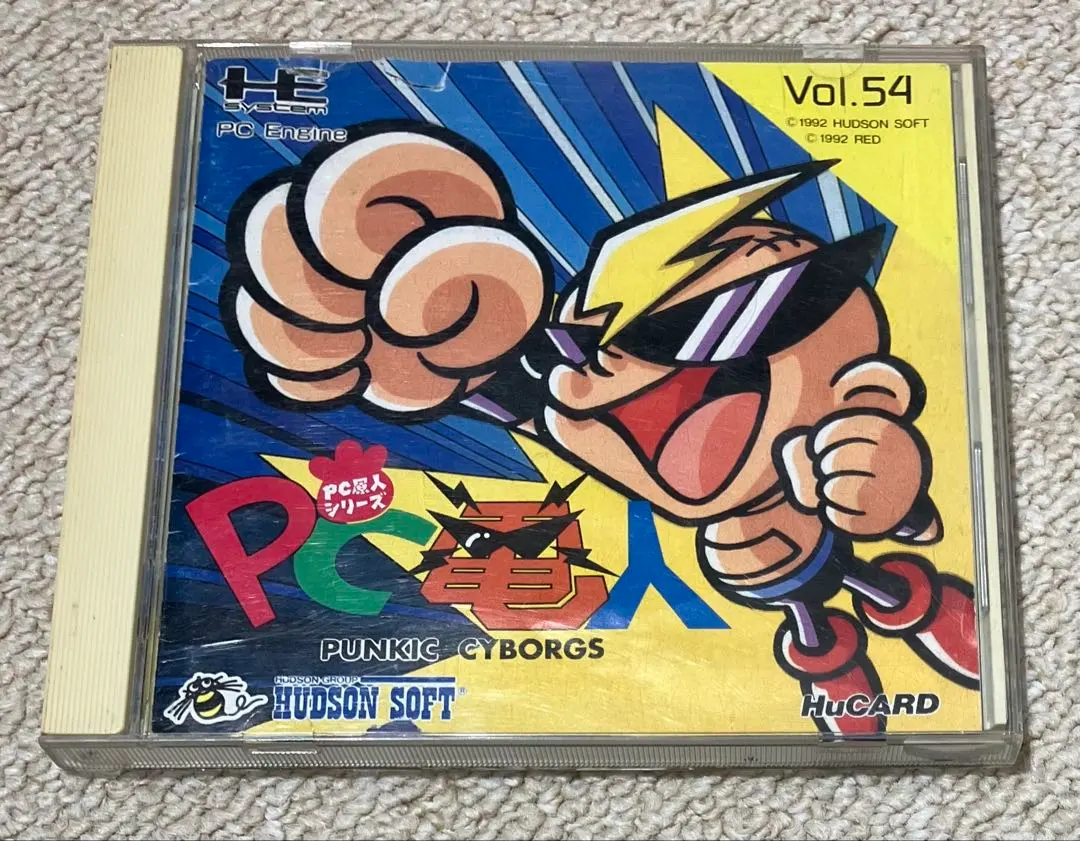 HE
System
PC Engine
Vol.54
©1992 HUDSON SOFT
©1992 RED
PC原人
シリーズ
PC電人
PUNKIC CYBORGS
HUDSON GROUP
HUDSON SOFT®
HuCARD